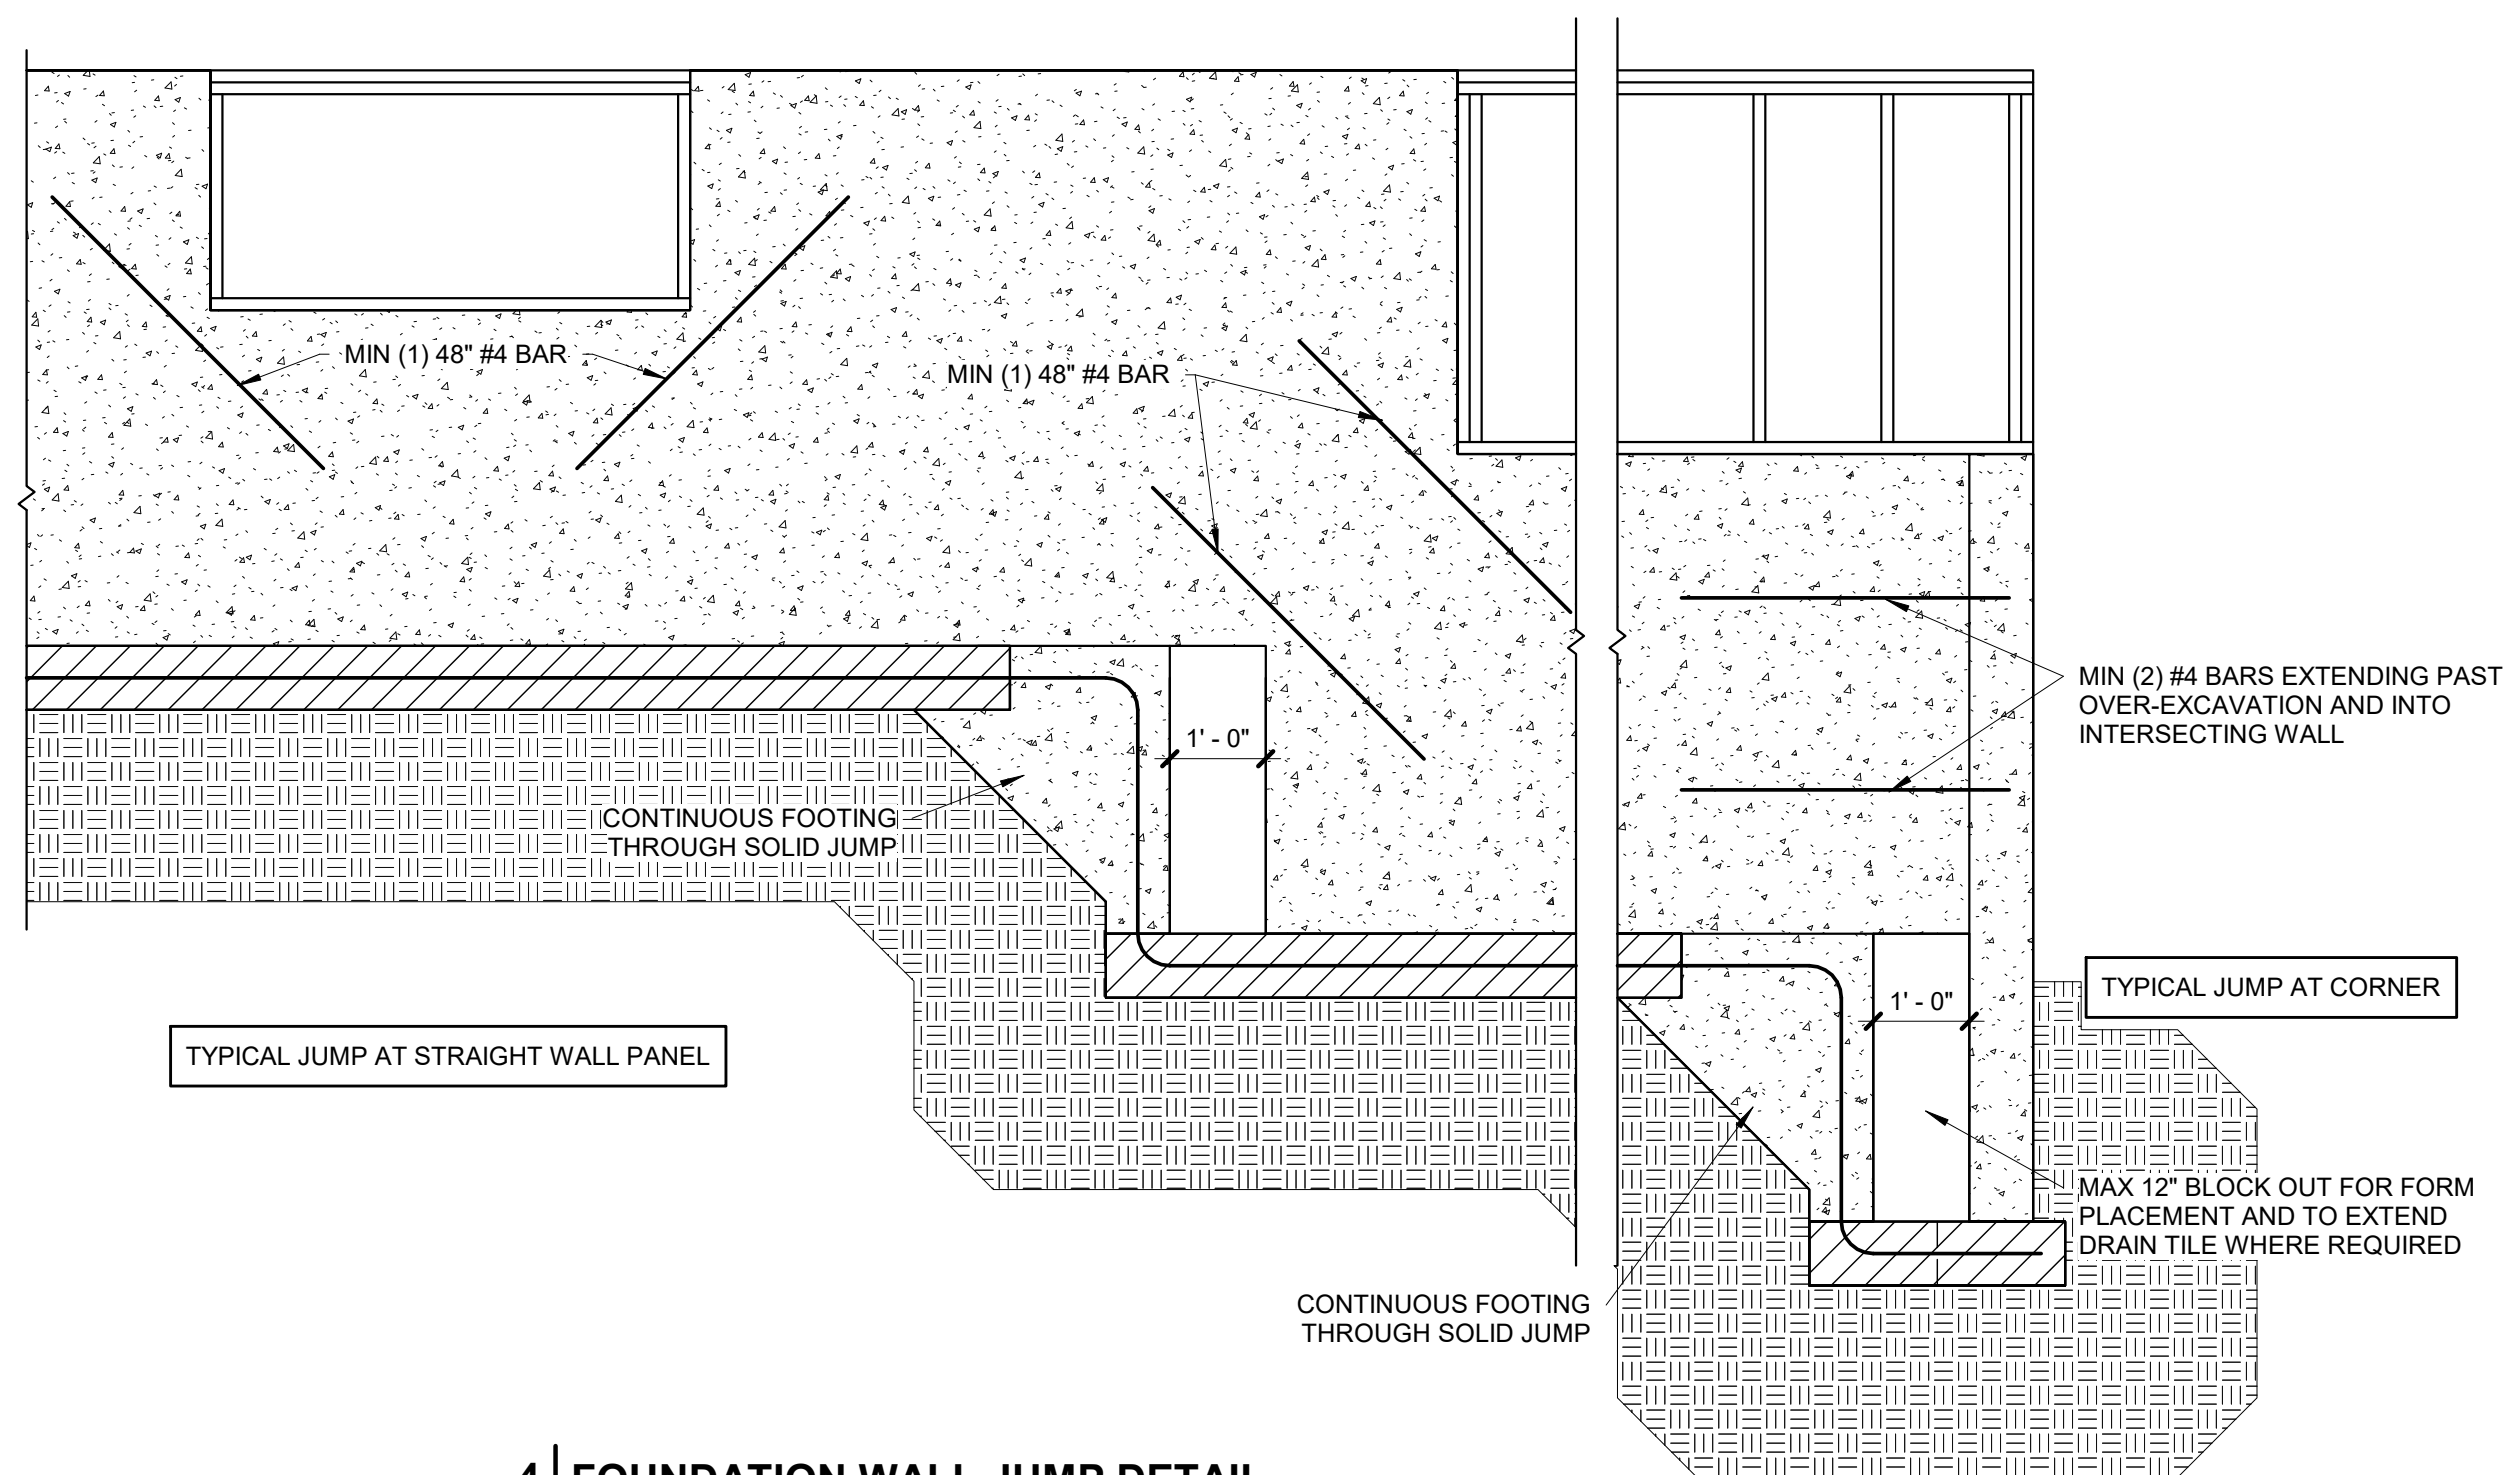 MIN (1) 48" #4 BAR
MIN (1) 48" #4 BAR
1' - 0"
MIN (2) #4 BARS EXTENDING PAST
OVER-EXCAVATION AND INTO
INTERSECTING WALL
CONTINUOUS FOOTING
THROUGH SOLID JUMP
TYPICAL JUMP AT CORNER
1' - 0"
TYPICAL JUMP AT STRAIGHT WALL PANEL
MAX 12" BLOCK OUT FOR FORM
PLACEMENT AND TO EXTEND
DRAIN TILE WHERE REQUIRED
CONTINUOUS FOOTING
THROUGH SOLID JUMP
4 FOUNDATION WALL JUMP DETAIL